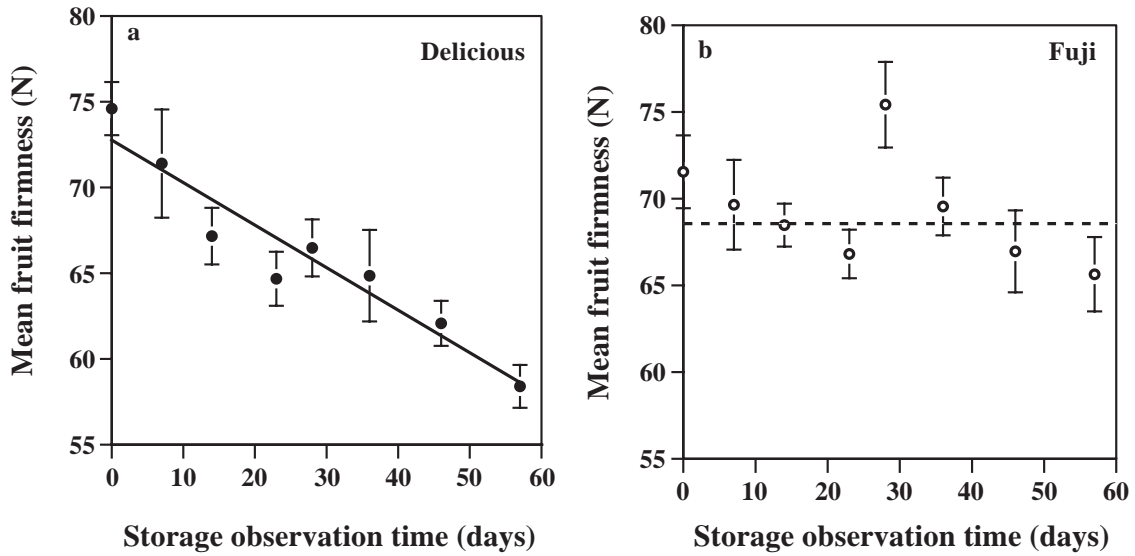 a
Delicious
Mean fruit firmness (N)
80
75
70
65
60
55
0 10 20 30 40 50 60
Storage observation time (days)
b
Fuji
Mean fruit firmness (N)
80
75
70
65
60
55
0 10 20 30 40 50 60
Storage observation time (days)